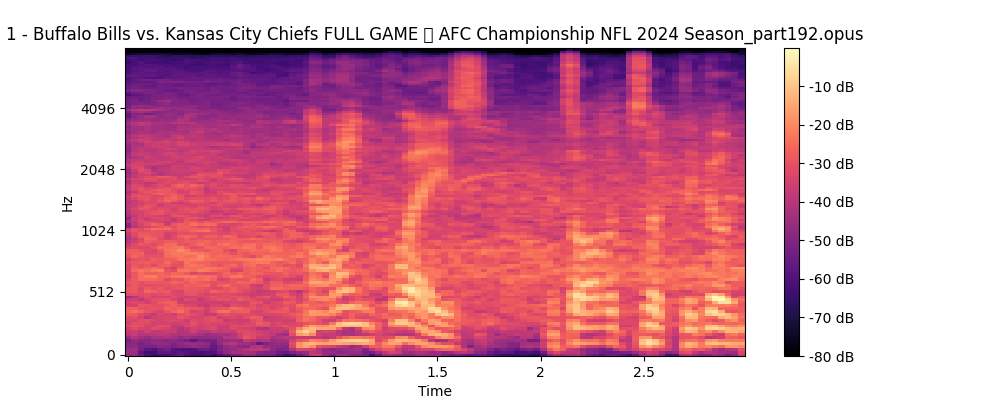 1 - Buffalo Bills vs. Kansas City Chiefs FULL GAME ▯ AFC Championship NFL 2024 Season_part192.opus
Hz
4096
2048
1024
512
0
0
0.5
1
1.5
2
2.5
Time
-10 dB
-20 dB
-30 dB
-40 dB
-50 dB
-60 dB
-70 dB
-80 dB